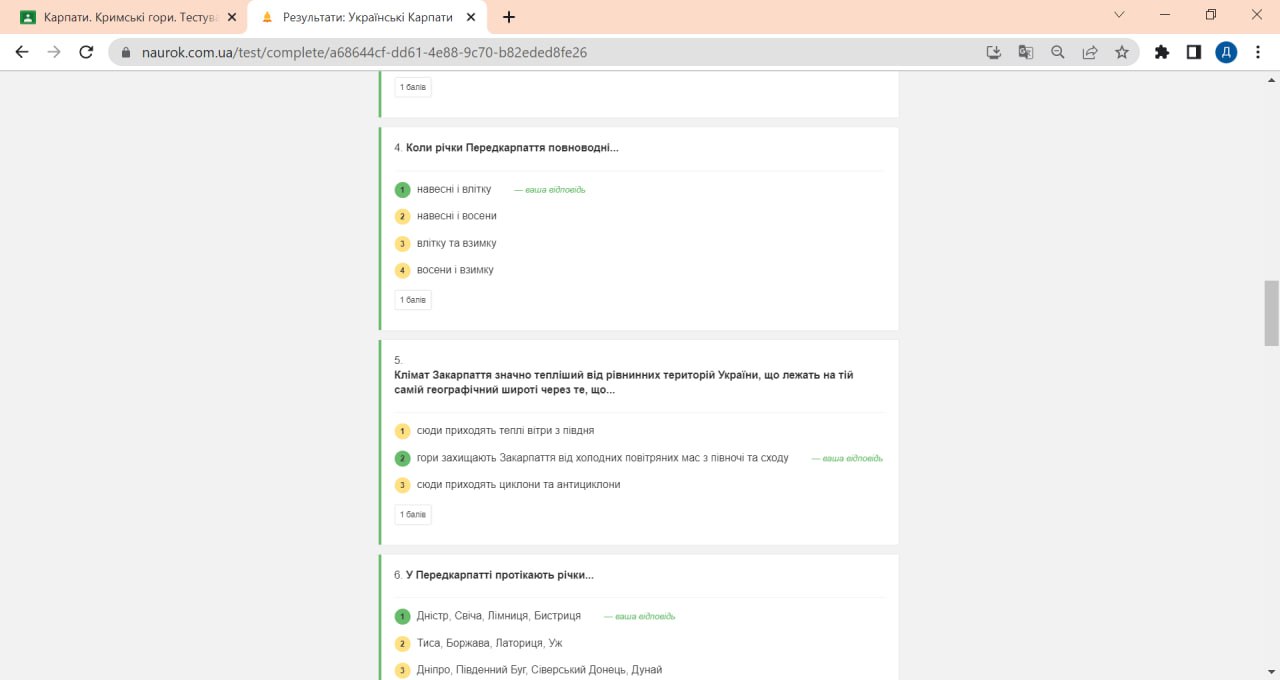 Карпати. Кримські гори. Тестува
Результати: Українські Карпати
naurok.com.ua/test/complete/a68644cf-dd61-4e88-9c70-b82eded8fe26
Д
1 балів
4. Коли річки Передкарпаття повноводні...
1 навесні і влітку — ваша відповідь
2 навесні і восени
3 влітку та взимку
4 восени і взимку
1 балів
5.
Клімат Закарпаття значно тепліший від рівнинних територій України, що лежать на тій
самій географічний широті через те, що...
1 сюди приходять теплі вітри з півдня
2 гори захищають Закарпаття від холодних повітряних мас з півночі та сходу — ваша відповідь
3 сюди приходять циклони та антициклони
1 балів
6. У Передкарпатті протікають річки...
1 Дністр, Свіча, Лімниця, Бистриця — ваша відповідь
2 Тиса, Боржава, Латориця, Уж
3 Дніпро, Південний Буг, Сіверський Донець, Дунай